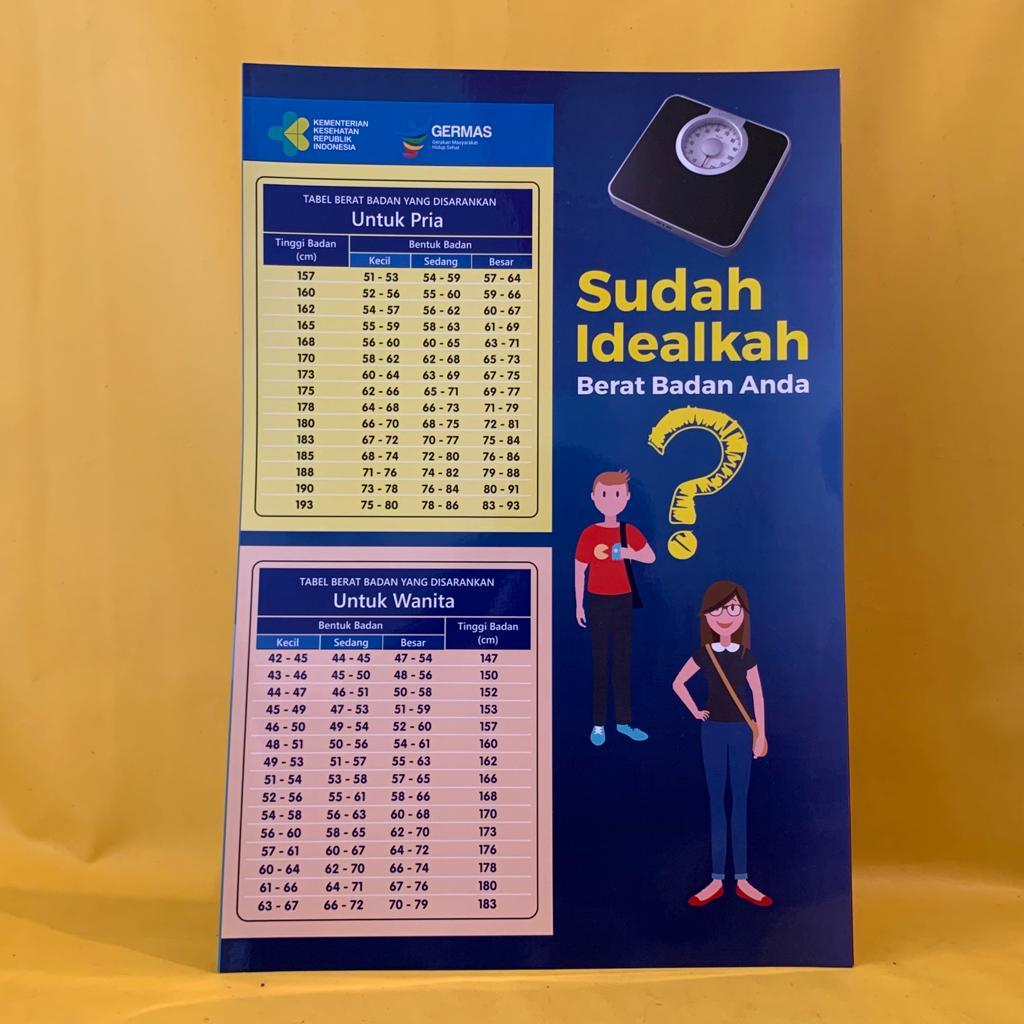 KEMENTERIAN
KESEHATAN
REPUBLIK
INDONESIA
GERMAS
Gerakan Masyarakat
Hidup Sehat
TABEL BERAT BADAN YANG DISARANKAN
Untuk Pria
Tinggi Badan (cm) Bentuk Badan
Kecil Sedang Besar
157 51 - 53 54 - 59 57 - 64
160 52 - 56 55 - 60 59 - 66
162 54 - 57 56 - 62 60 - 67
165 55 - 59 58 - 63 61 - 69
168 56 - 60 60 - 65 63 - 71
170 58 - 62 62 - 68 65 - 73
173 60 - 64 63 - 69 67 - 75
175 62 - 66 65 - 71 69 - 77
178 64 - 68 66 - 73 71 - 79
180 66 - 70 68 - 75 72 - 81
183 67 - 72 70 - 77 75 - 84
185 68 - 74 72 - 80 76 - 86
188 71 - 76 74 - 82 79 - 88
190 73 - 78 76 - 84 80 - 91
193 75 - 80 78 - 86 83 - 93
TABEL BERAT BADAN YANG DISARANKAN
Untuk Wanita
Bentuk Badan Tinggi Badan (cm)
Kecil Sedang Besar
42 - 45 44 - 45 47 - 54 147
43 - 46 45 - 50 48 - 56 150
44 - 47 46 - 51 50 - 58 152
45 - 49 47 - 53 51 - 59 153
46 - 50 49 - 54 52 - 60 157
48 - 51 50 - 56 54 - 61 160
49 - 53 51 - 57 55 - 63 162
51 - 54 53 - 58 57 - 65 166
52 - 56 55 - 61 58 - 66 168
54 - 58 56 - 63 60 - 68 170
56 - 60 58 - 65 62 - 70 173
57 - 61 60 - 67 64 - 72 176
60 - 64 62 - 70 66 - 74 178
61 - 66 64 - 71 67 - 76 180
63 - 67 66 - 72 70 - 79 183
Sudah
Idealkah
Berat Badan Anda
?